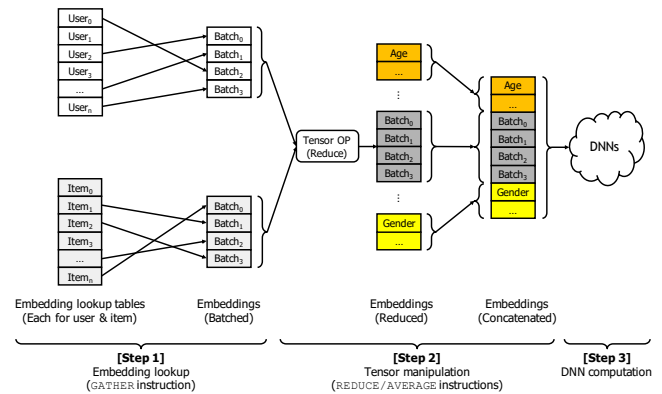 User0
User1
User2
User3
...
Usern
Batch0
Batch1
Batch2
Batch3
Item0
Item1
Item2
Item3
...
Itemn
Batch0
Batch1
Batch2
Batch3
Tensor OP
(Reduce)
Age
...
...
Batch0
Batch1
Batch2
Batch3
...
Gender
...
Age
...
Batch0
Batch1
Batch2
Batch3
Gender
...
DNNs
Embedding lookup tables
(Each for user & item)
Embeddings
(Batched)
Embeddings
(Reduced)
Embeddings
(Concatenated)
[Step 1]
Embedding lookup
(GATHER instruction)
[Step 2]
Tensor manipulation
(REDUCE/AVERAGE instructions)
[Step 3]
DNN computation